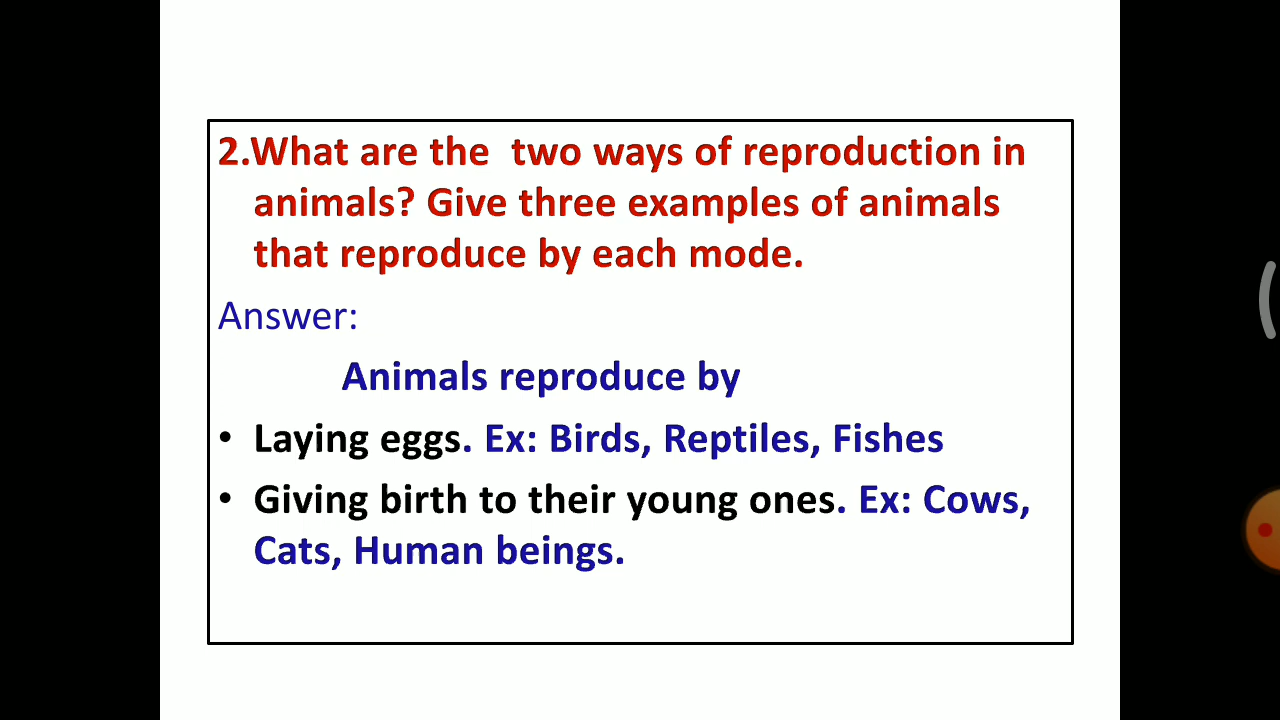 2.What are the  two ways of reproduction in
animals? Give three examples of animals
that reproduce by each mode.
Answer:
Animals reproduce by
• Laying eggs. Ex: Birds, Reptiles, Fishes
• Giving birth to their young ones. Ex: Cows,
Cats, Human beings.